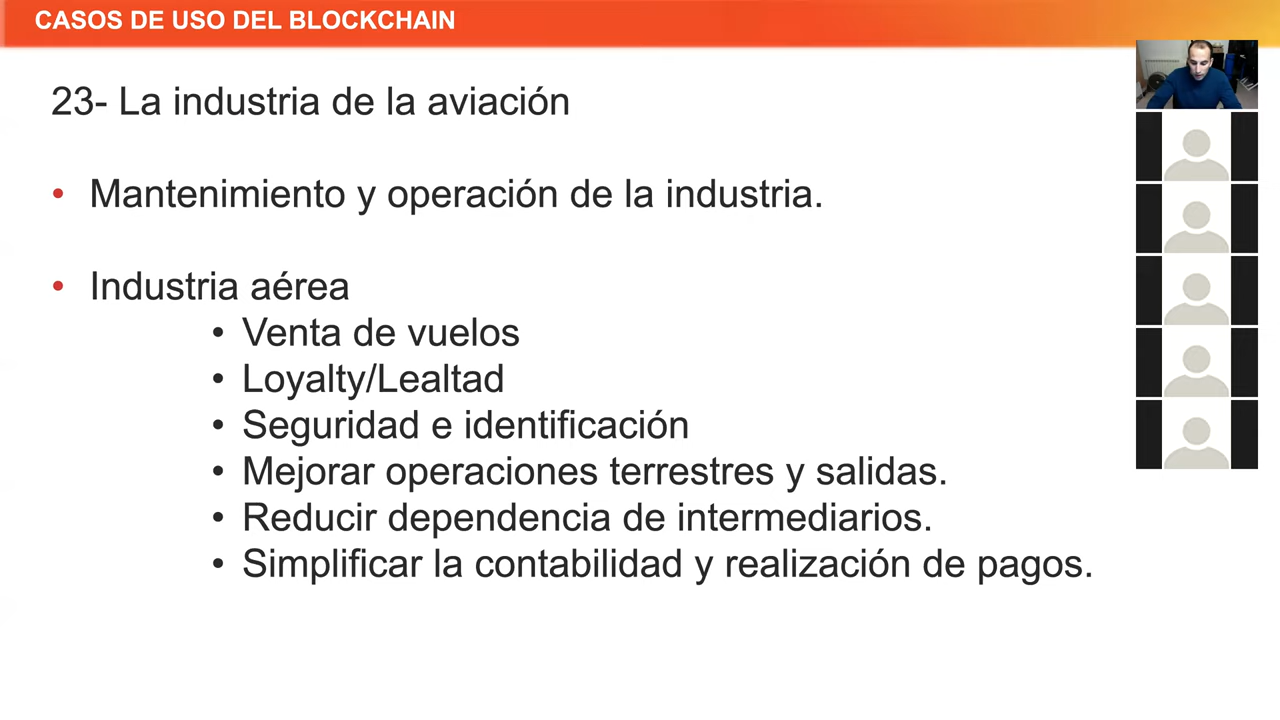 CASOS DE USO DEL BLOCKCHAIN
23- La industria de la aviación
• Mantenimiento y operación de la industria.
• Industria aérea
• Venta de vuelos
• Loyalty/Lealtad
• Seguridad e identificación
• Mejorar operaciones terrestres y salidas.
• Reducir dependencia de intermediarios.
• Simplificar la contabilidad y realización de pagos.